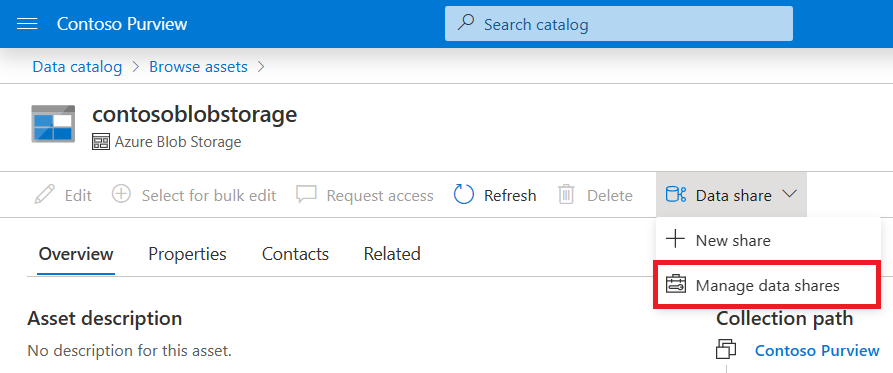 Contoso Purview
Search catalog
Data catalog > Browse assets >
contosoblobstorage
Azure Blob Storage
Edit Select for bulk edit Request access Refresh Delete Data share
New share
Overview Properties Contacts Related
Manage data shares
Asset description
Collection path
No description for this asset.
Contoso Purview